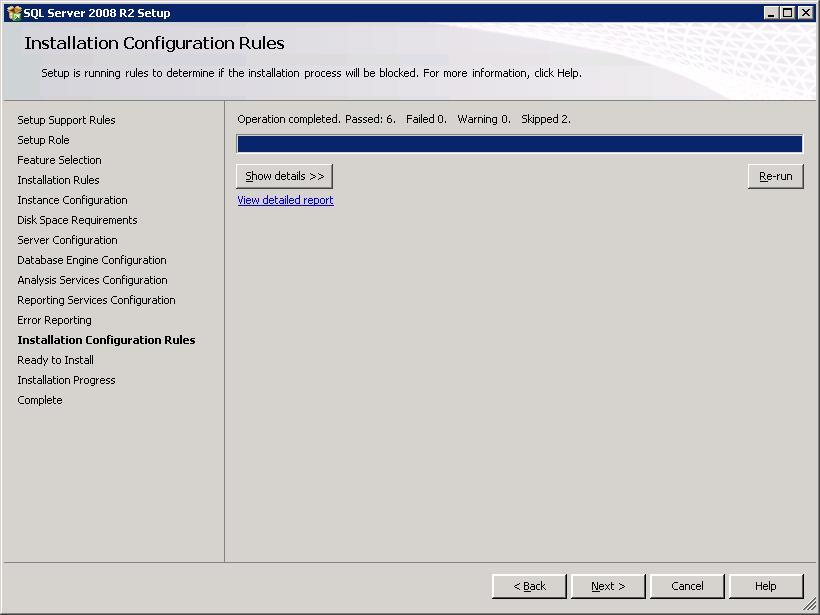 SQL Server 2008 R2 Setup
Installation Configuration Rules
Setup is running rules to determine if the installation process will be blocked. For more information, click Help.
Setup Support Rules
Setup Role
Feature Selection
Installation Rules
Instance Configuration
Disk Space Requirements
Server Configuration
Database Engine Configuration
Analysis Services Configuration
Reporting Services Configuration
Error Reporting
Installation Configuration Rules
Ready to Install
Installation Progress
Complete
Operation completed. Passed: 6. Failed 0. Warning 0. Skipped 2.
Show details >>
Re-run
View detailed report
< Back
Next >
Cancel
Help